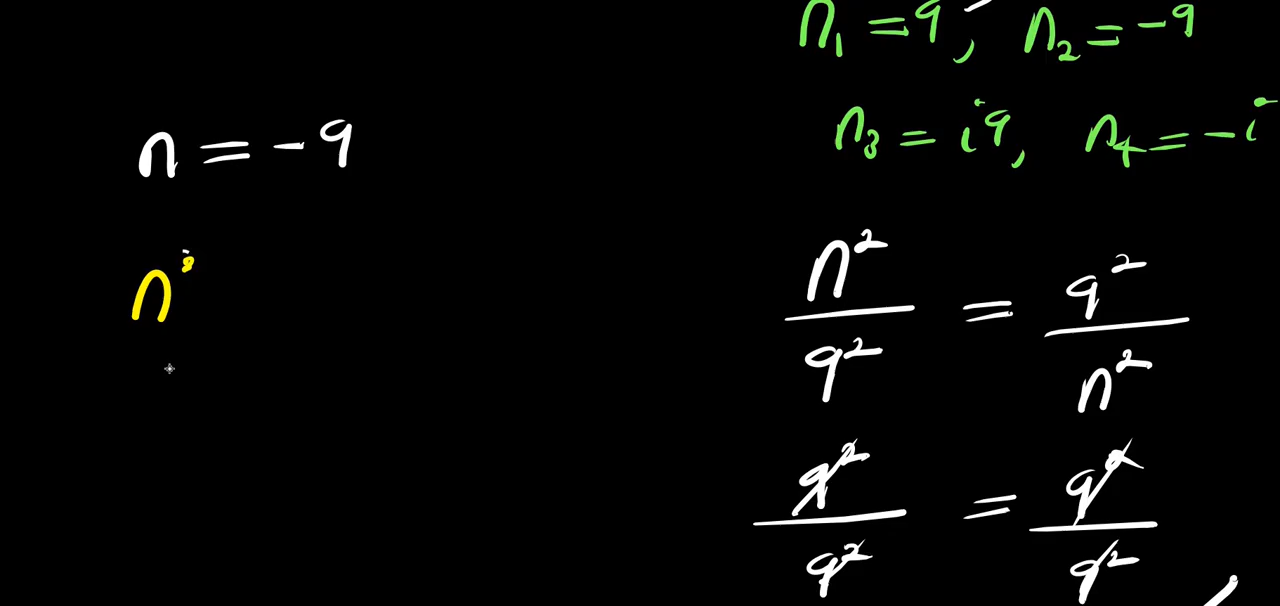 n₁ = 9, n₂ = -9
n = -9
n₃ = i9, n₄ = -i
n
n²/9² = 9²/n²
9²/9² = 9²/9²